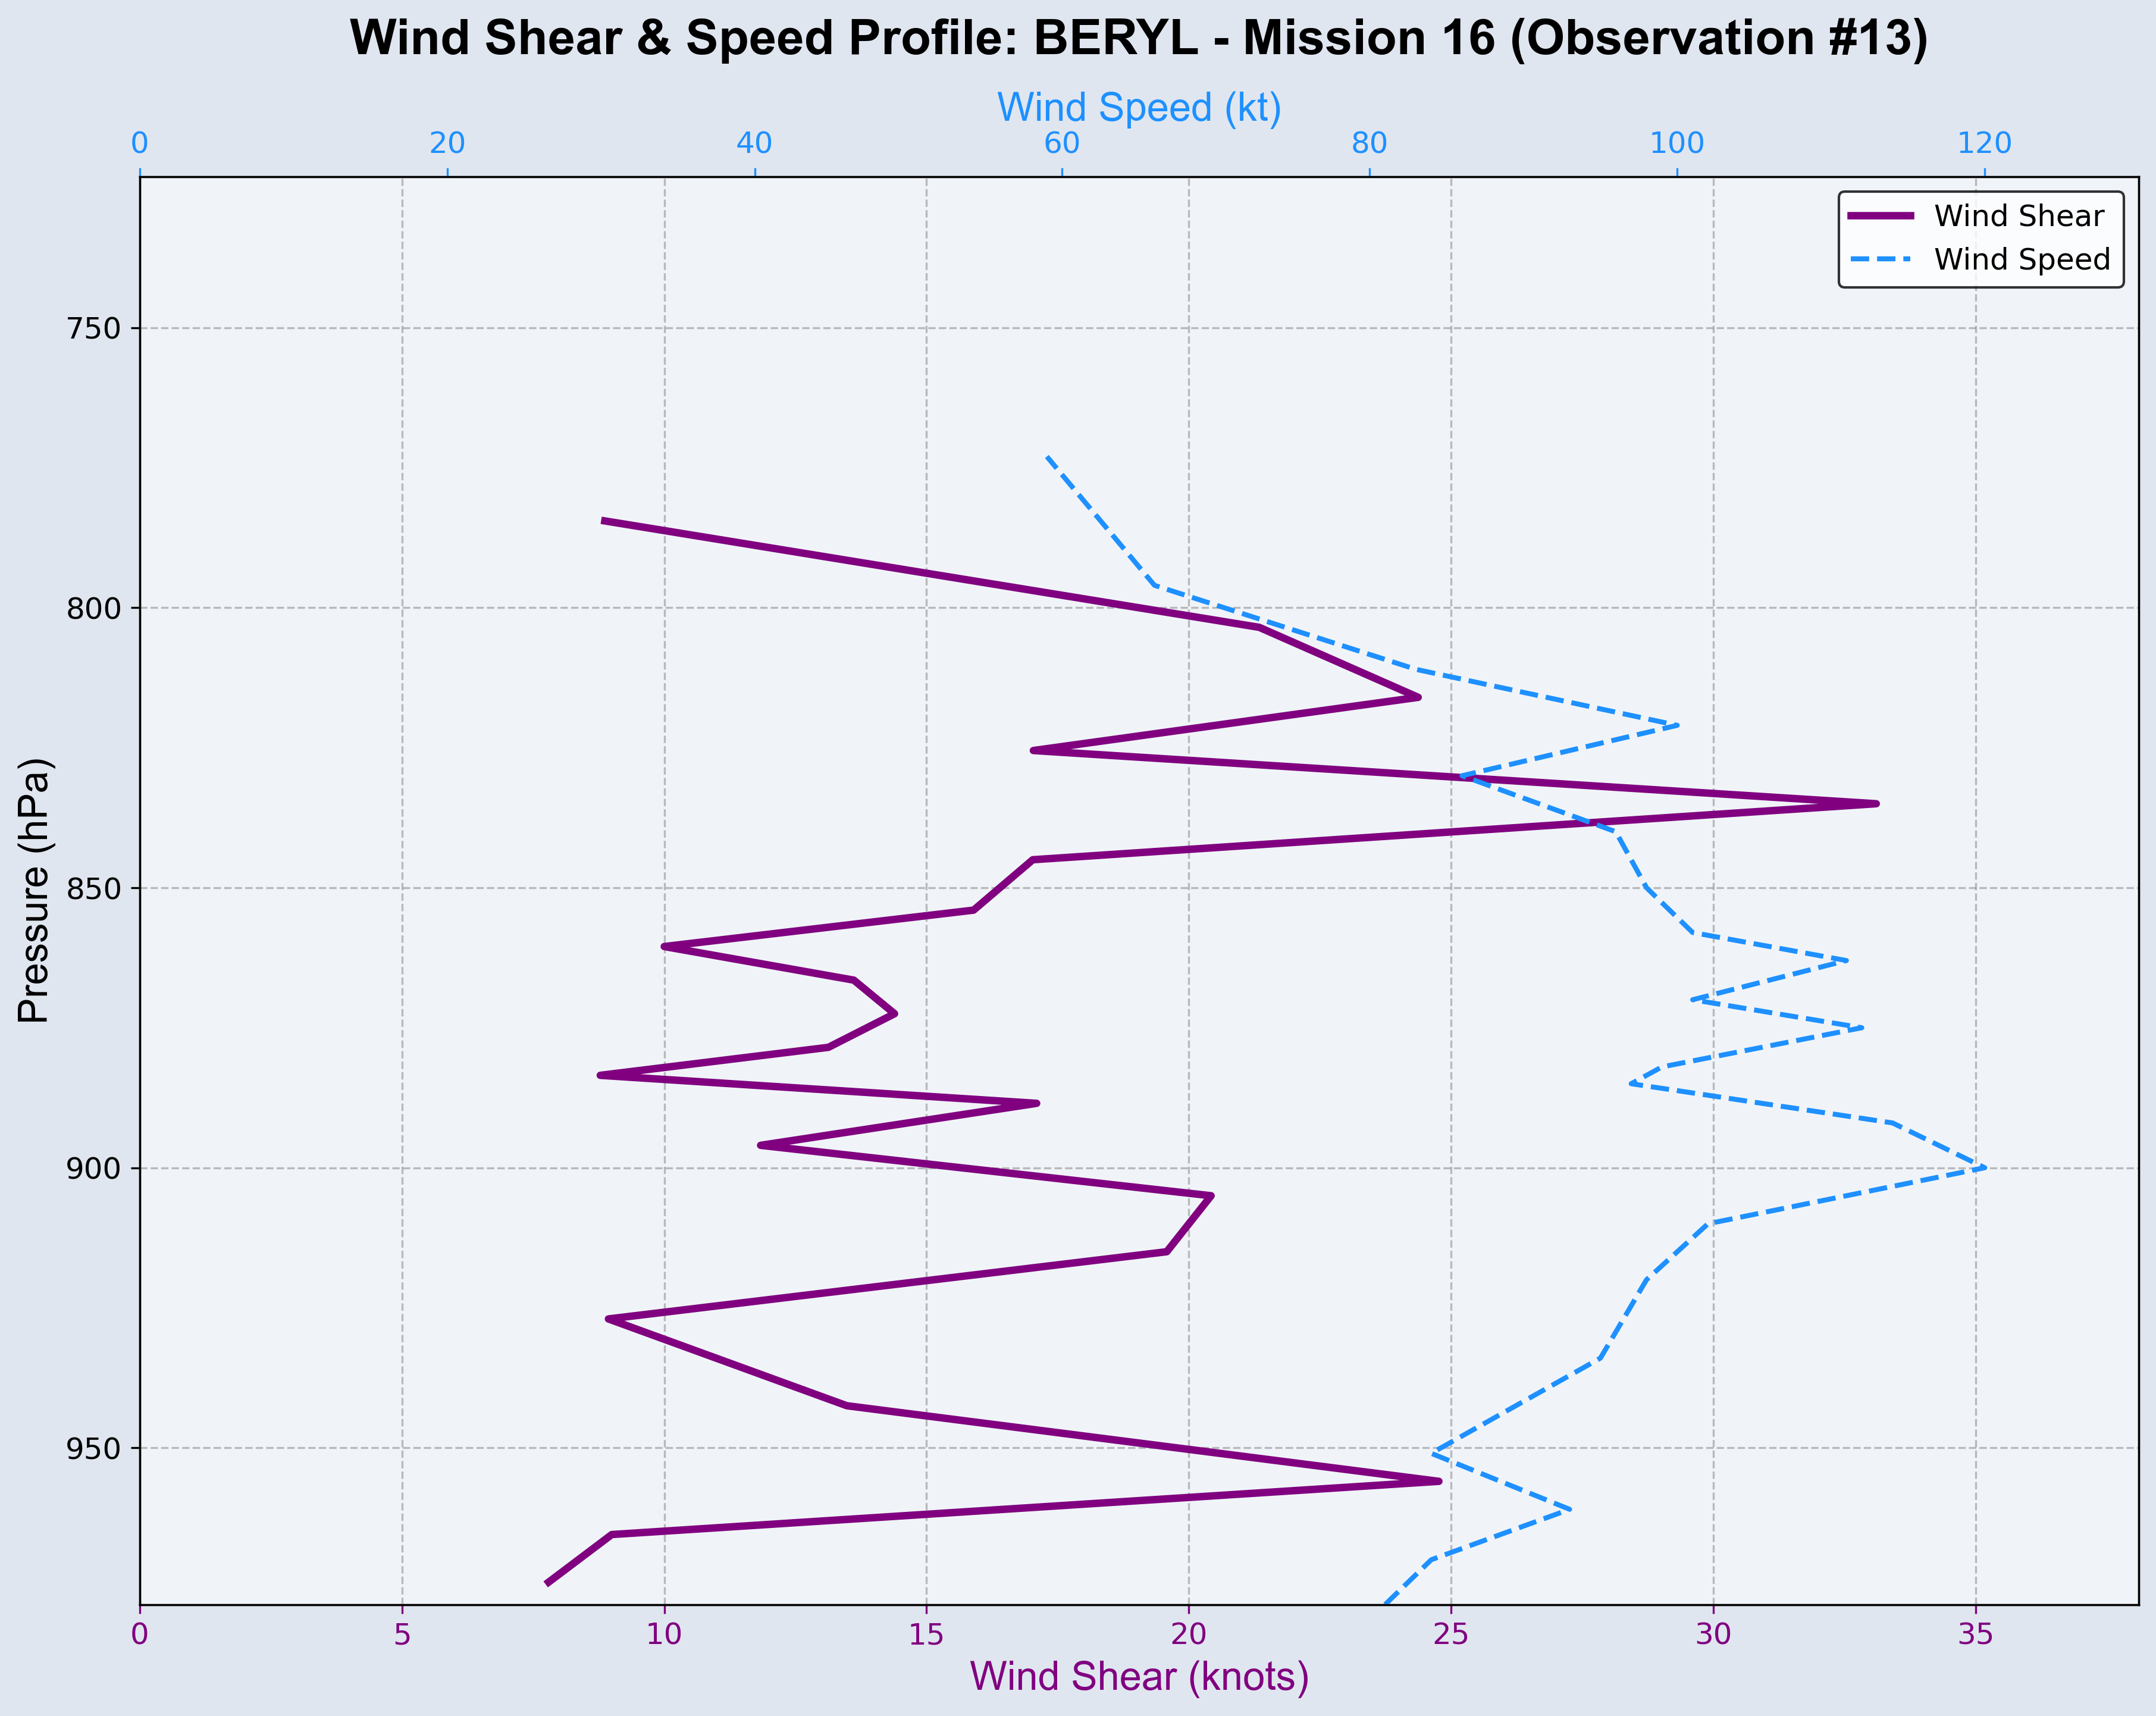 Wind Shear & Speed Profile: BERYL - Mission 16 (Observation #13)
Wind Speed (kt)
0 20 40 60 80 100 120
Wind Shear
Wind Speed
750
800
850
900
950
Pressure (hPa)
0 5 10 15 20 25 30 35
Wind Shear (knots)